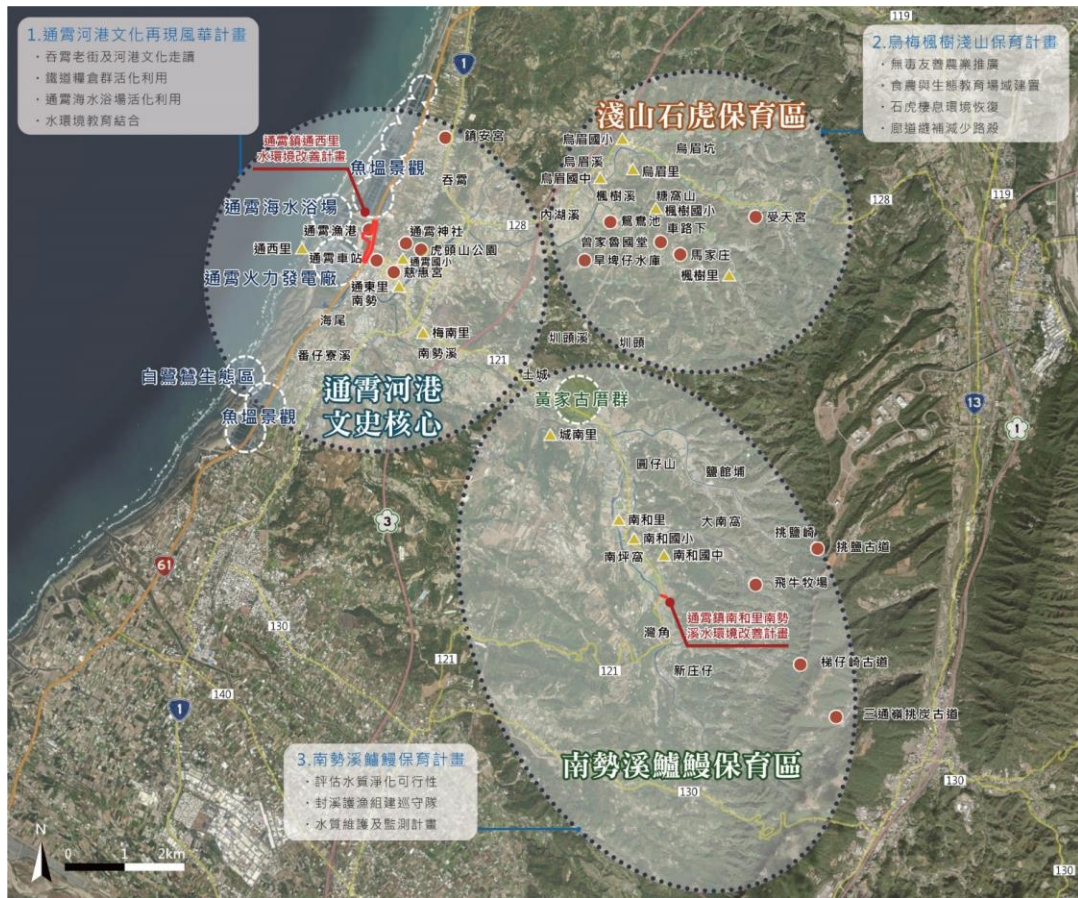 1.通霄河港文化再現風華計畫
・吞霄老街及河港文化走讀
・鐵道糧倉群活化利用
・通霄海水浴場活化利用
・水環境教育結合
2.烏梅楓樹淺山保育計畫
・無毒友善農業推廣
・食農與生態教育場域建置
・石虎棲息環境恢復
・廊道縫補減少路殺
119
1
鎮安宮
通霄鎮通西里
水環境改善計畫
魚塭景觀
吞霄
128
通霄海水浴場
通霄漁港
通霄神社
虎頭山公園
通西里
通霄車站
通霄國小
慈惠宮
通霄火力發電廠
通東里
南勢
海尾
梅南里
番仔寮溪
南勢溪
121
白鷺鷥生態區
魚塭景觀
通霄河港
文史核心
淺山石虎保育區
烏眉國小
烏眉坑
烏眉溪
烏眉里
烏眉國中
楓樹溪
糖窩山
內湖溪
楓樹國小
鴛鴦池
車路下
受天宮
128
119
曾家魯國堂
馬家庄
旱埤仔水庫
楓樹里
圳頭溪
圳頭
13
1
土城
黃家古厝群
城南里
圓仔山
鹽館埔
南和里
大南窩
挑鹽崎
南和國小
挑鹽古道
南坪窩
南和國中
飛牛牧場
通霄鎮南和里南勢
溪水環境改善計畫
灣角
121
新庄仔
梯仔崎古道
三通嶺挑炭古道
南勢溪鱸鰻保育區
130
130
130
3
61
130
121
140
1
3.南勢溪鱸鰻保育計畫
・評估水質淨化可行性
・封溪護漁組建巡守隊
・水質維護及監測計畫
N
0 1 2km